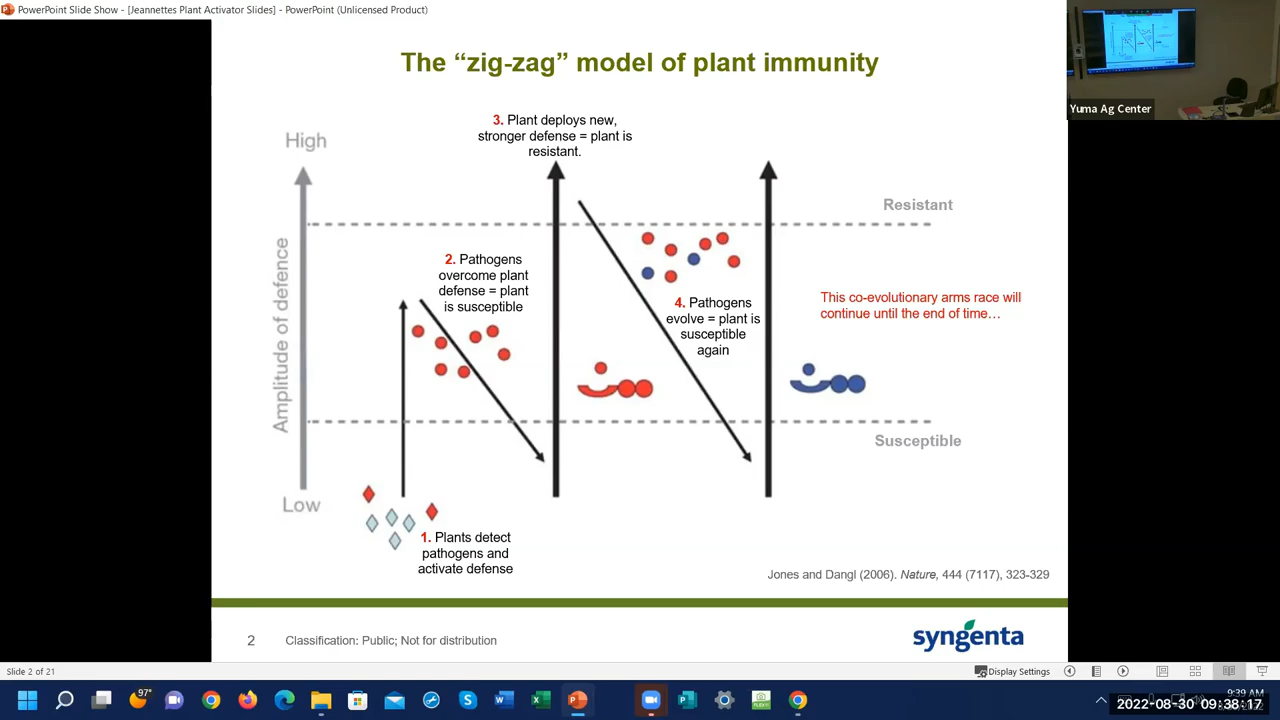 PowerPoint Slide Show - [Jeannettes Plant Activator Slides] - PowerPoint (Unlicensed Product)
The “zig-zag” model of plant immunity
Yuma Ag Center
3. Plant deploys new,
stronger defense = plant is
resistant.
High
Resistant
Amplitude of defence
2. Pathogens
overcome plant
defense = plant
is susceptible
4. Pathogens
evolve = plant is
susceptible
again
This co-evolutionary arms race will
continue until the end of time…
Susceptible
Low
1. Plants detect
pathogens and
activate defense
Jones and Dangl (2006). Nature, 444 (7117), 323-329
2
Classification: Public; Not for distribution
syngenta
Slide 2 of 21
Display Settings
97°
9:39 AM
2022-08-30 09:38:17